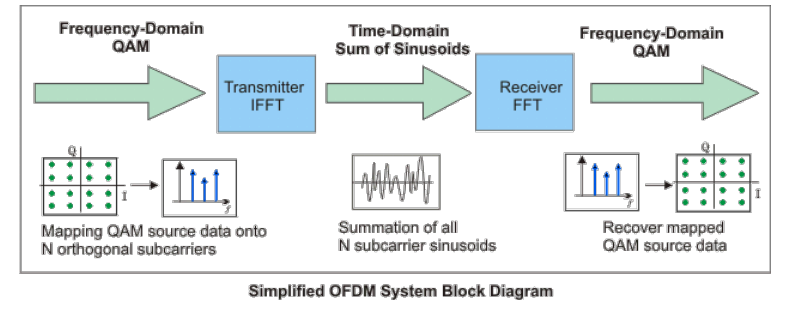 Frequency-Domain
QAM
Time-Domain
Sum of Sinusoids
Frequency-Domain
QAM
Transmitter
IFFT
Receiver
FFT
Q
I
f
Mapping QAM source data onto
N orthogonal subcarriers
Summation of all
N subcarrier sinusoids
f
Q
I
Recover mapped
QAM source data
Simplified OFDM System Block Diagram